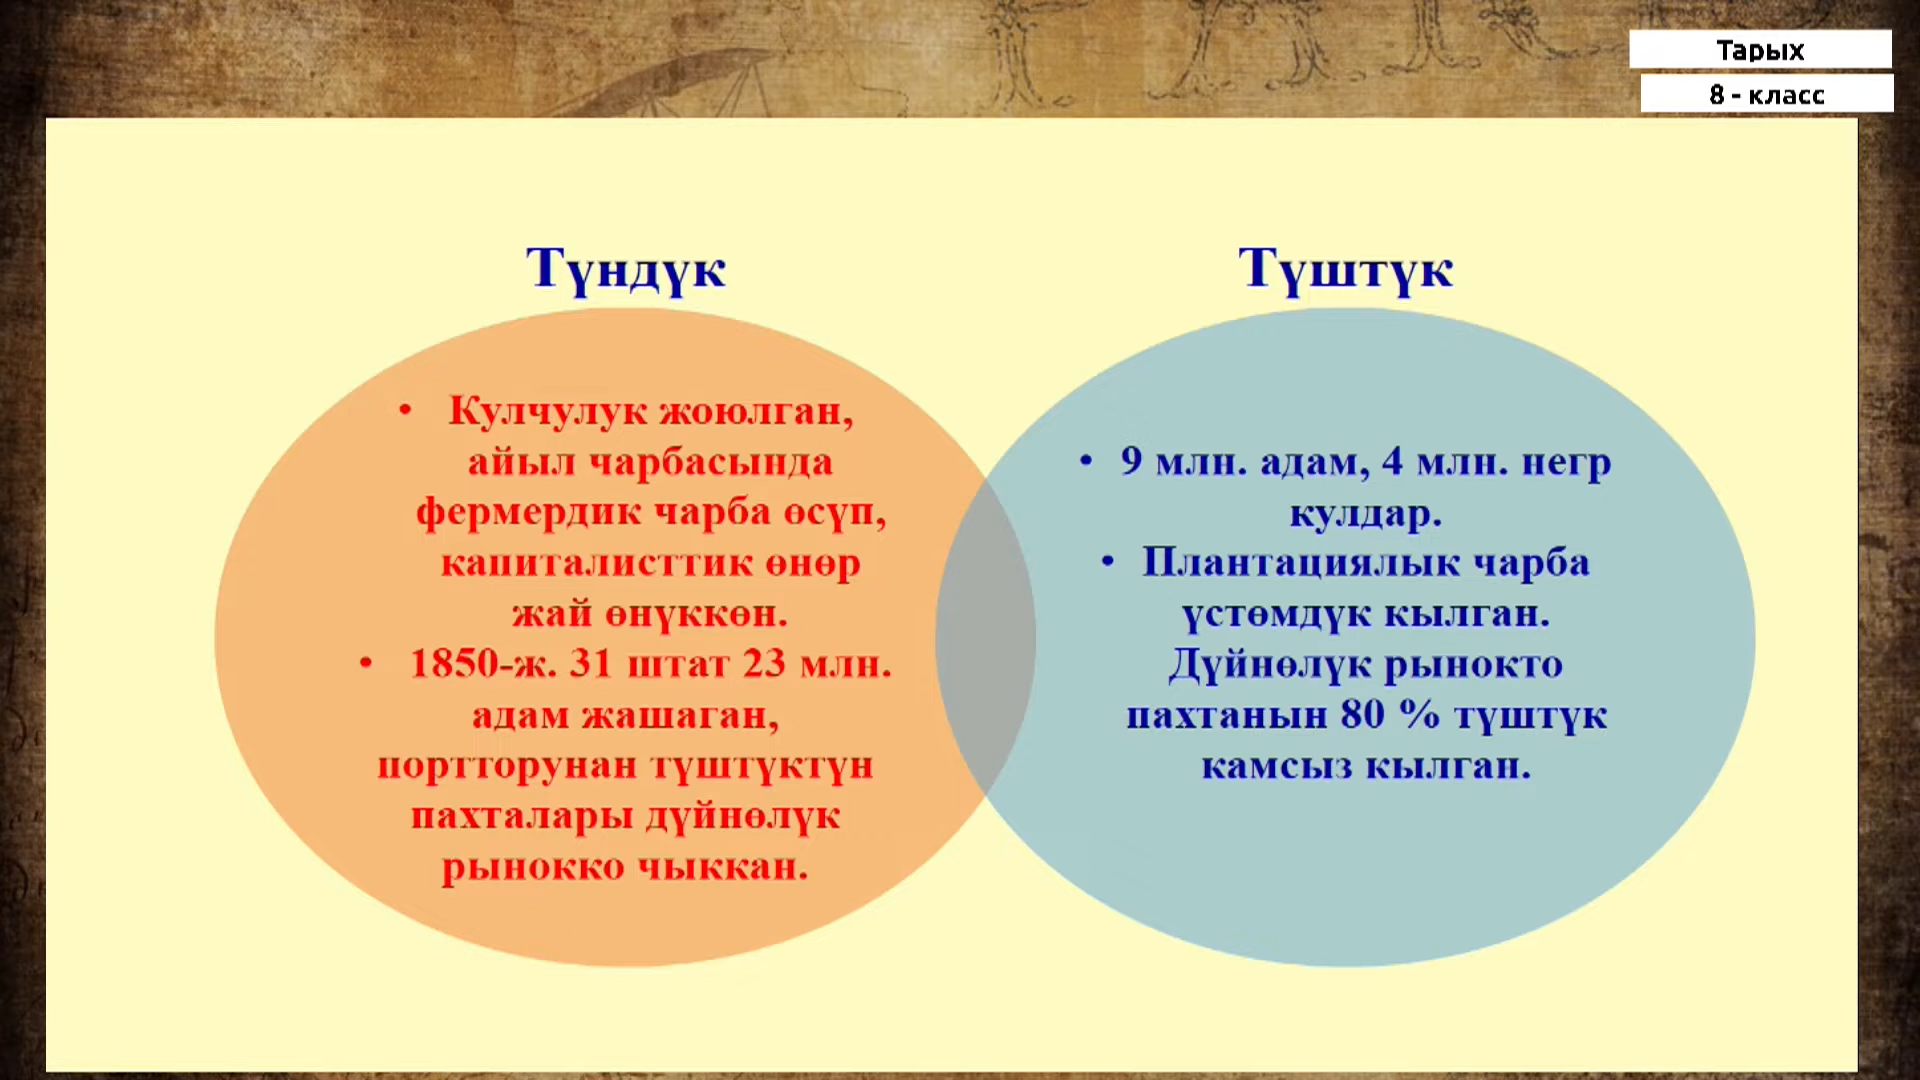 Тарых
8 - класс
Түндүк
Түштүк
• Кулчулук жоюлган,
айыл чарбасында
фермердик чарба өсүп,
капиталисттик өнөр
жай өнүккөн.
• 1850-ж. 31 штат 23 млн.
адам жашаган,
портторунан түштүктүн
пахталары дүйнөлүк
рынокко чыккан.
• 9 млн. адам, 4 млн. негр
кулдар.
• Плантациялык чарба
үстөмдүк кылган.
Дүйнөлүк рынокто
пахтанын 80 % түштүк
камсыз кылган.